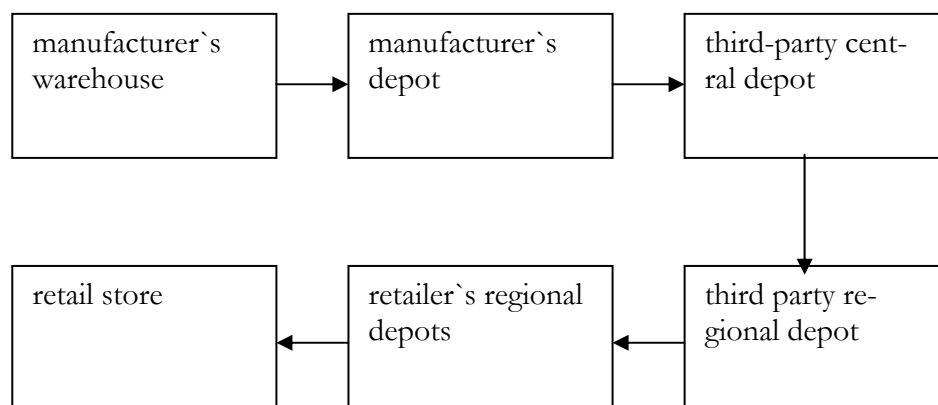 manufacturer`s
warehouse
manufacturer`s
depot
third-party cent-
ral depot
retail store
retailer`s regional
depots
third party re-
gional depot